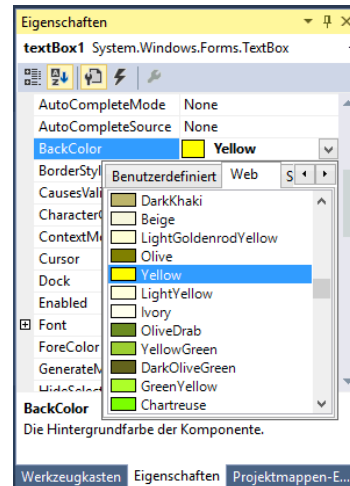 Eigenschaften
textBox1 System.Windows.Forms.TextBox
AutoCompleteMode None
AutoCompleteSource None
BackColor Yellow
BorderStyl
CausesVali
Character
ContextM
Cursor
Dock
Enabled
Font
ForeColor
GenerateM
HideSelect
Benutzerdefiniert Web S
DarkKhaki
Beige
LightGoldenrodYellow
Olive
Yellow
LightYellow
Ivory
OliveDrab
YellowGreen
DarkOliveGreen
GreenYellow
Chartreuse
BackColor
Die Hintergrundfarbe der Komponente.
Werkzeugkasten Eigenschaften Projektmappen-E...